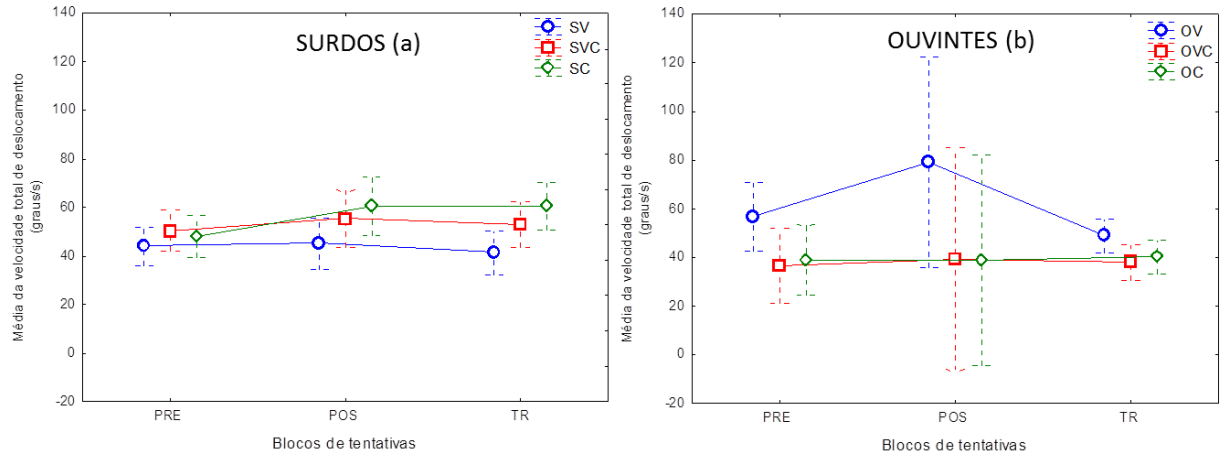 SURDOS (a)
SV
SVC
SC
Média da velocidade total de deslocamento
(graus/s)
140
120
100
80
60
40
20
0
-20
PRE
POS
TR
Blocos de tentativas
OUVINTES (b)
OV
OVC
OC
Média da velocidade total de deslocamento
(graus/s)
140
120
100
80
60
40
20
0
-20
PRE
POS
TR
Blocos de tentativas